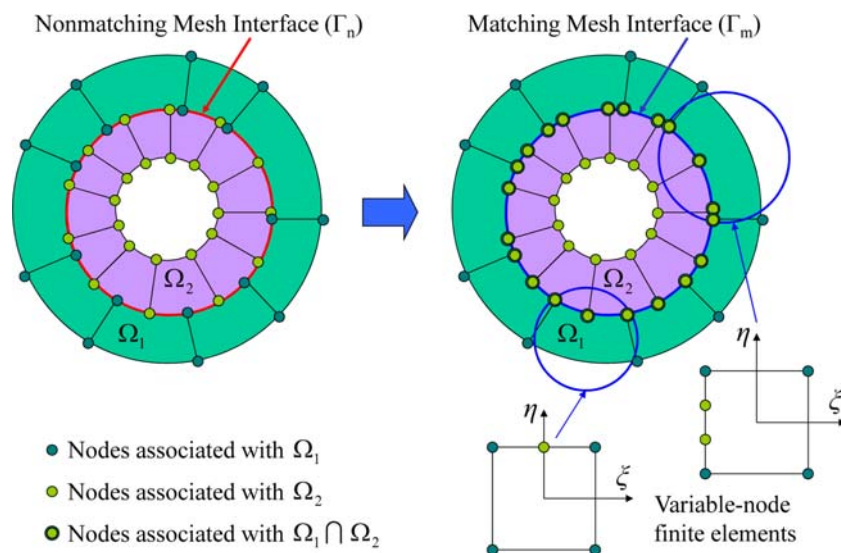 Nonmatching Mesh Interface (Γn)
Matching Mesh Interface (Γm)
Ω2
Ω1
Ω2
Ω1
η
ξ
η
ξ
Nodes associated with Ω1
Nodes associated with Ω2
Nodes associated with Ω1 ⋂ Ω2
Variable-node
finite elements